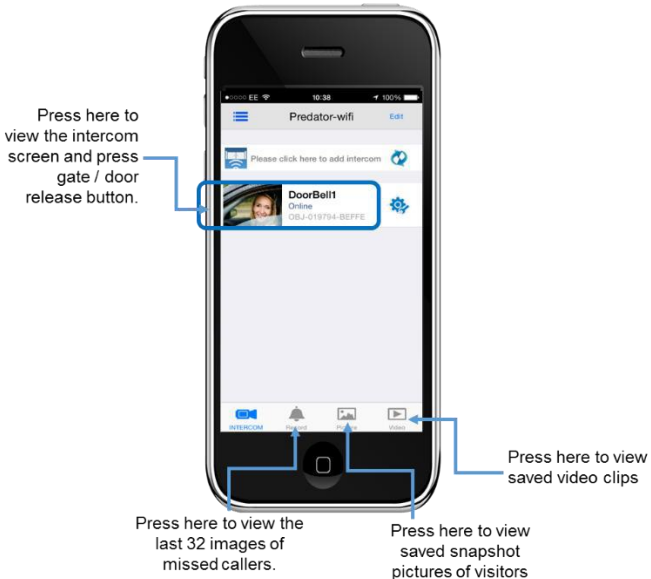 ●○○○○ EE 10:38 100%
Predator-wifi Edit
Please click here to add intercom
DoorBell1
Online
OBJ-019794-BEFFE
INTERCOM Record Picture Video
Press here to
view the intercom
screen and press
gate / door
release button.
Press here to view
saved video clips
Press here to view the
last 32 images of
missed callers.
Press here to view
saved snapshot
pictures of visitors